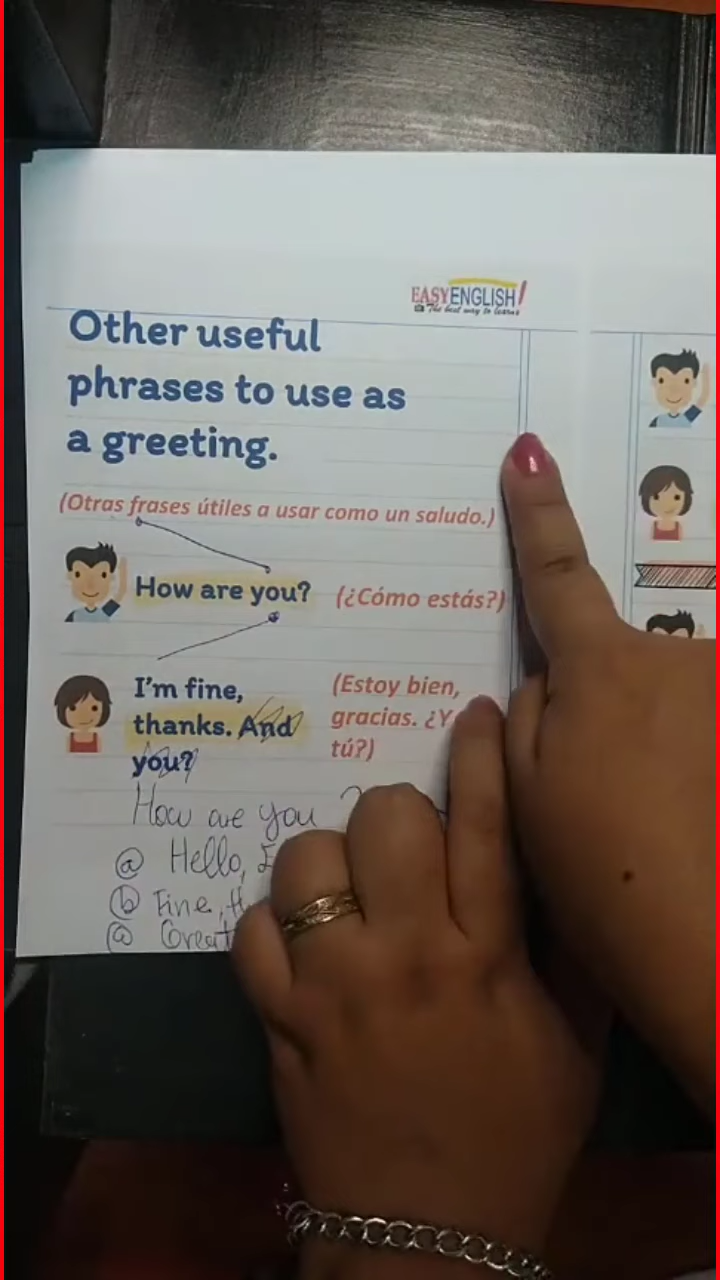 EASYENGLISH!
The best way to learn
Other useful
phrases to use as
a greeting.
(Otras frases útiles a usar como un saludo.)
How are you? (¿Cómo estás?)
I'm fine, (Estoy bien,
thanks. And gracias. ¿Y
you? tú?)
How are you ?
a Hello,
b Fine,
a Great